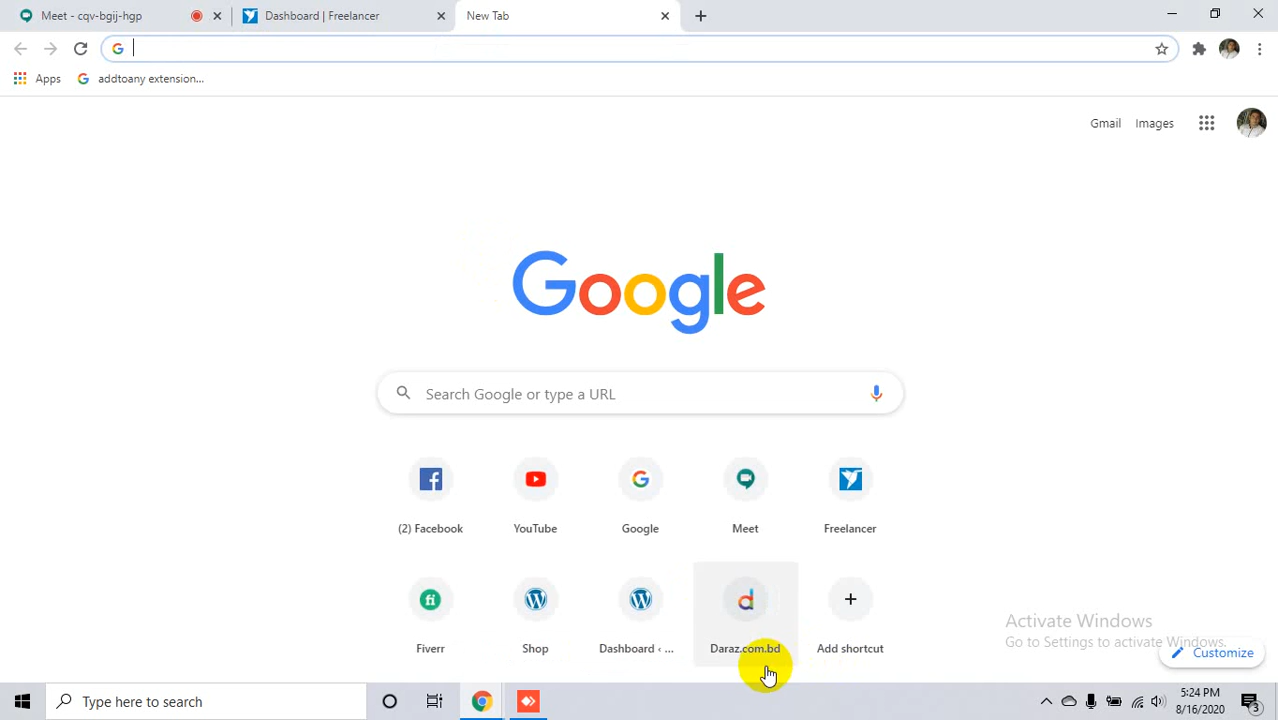 Meet - cqv-bgij-hgp
Dashboard | Freelancer
New Tab
Apps
addtoany extension...
Gmail
Images
Google
Search Google or type a URL
(2) Facebook
YouTube
Google
Meet
Freelancer
Fiverr
Shop
Dashboard ‹ ...
Daraz.com.bd
Add shortcut
Activate Windows
Go to Settings to activate Windows.
Customize
Type here to search
5:24 PM
8/16/2020
3